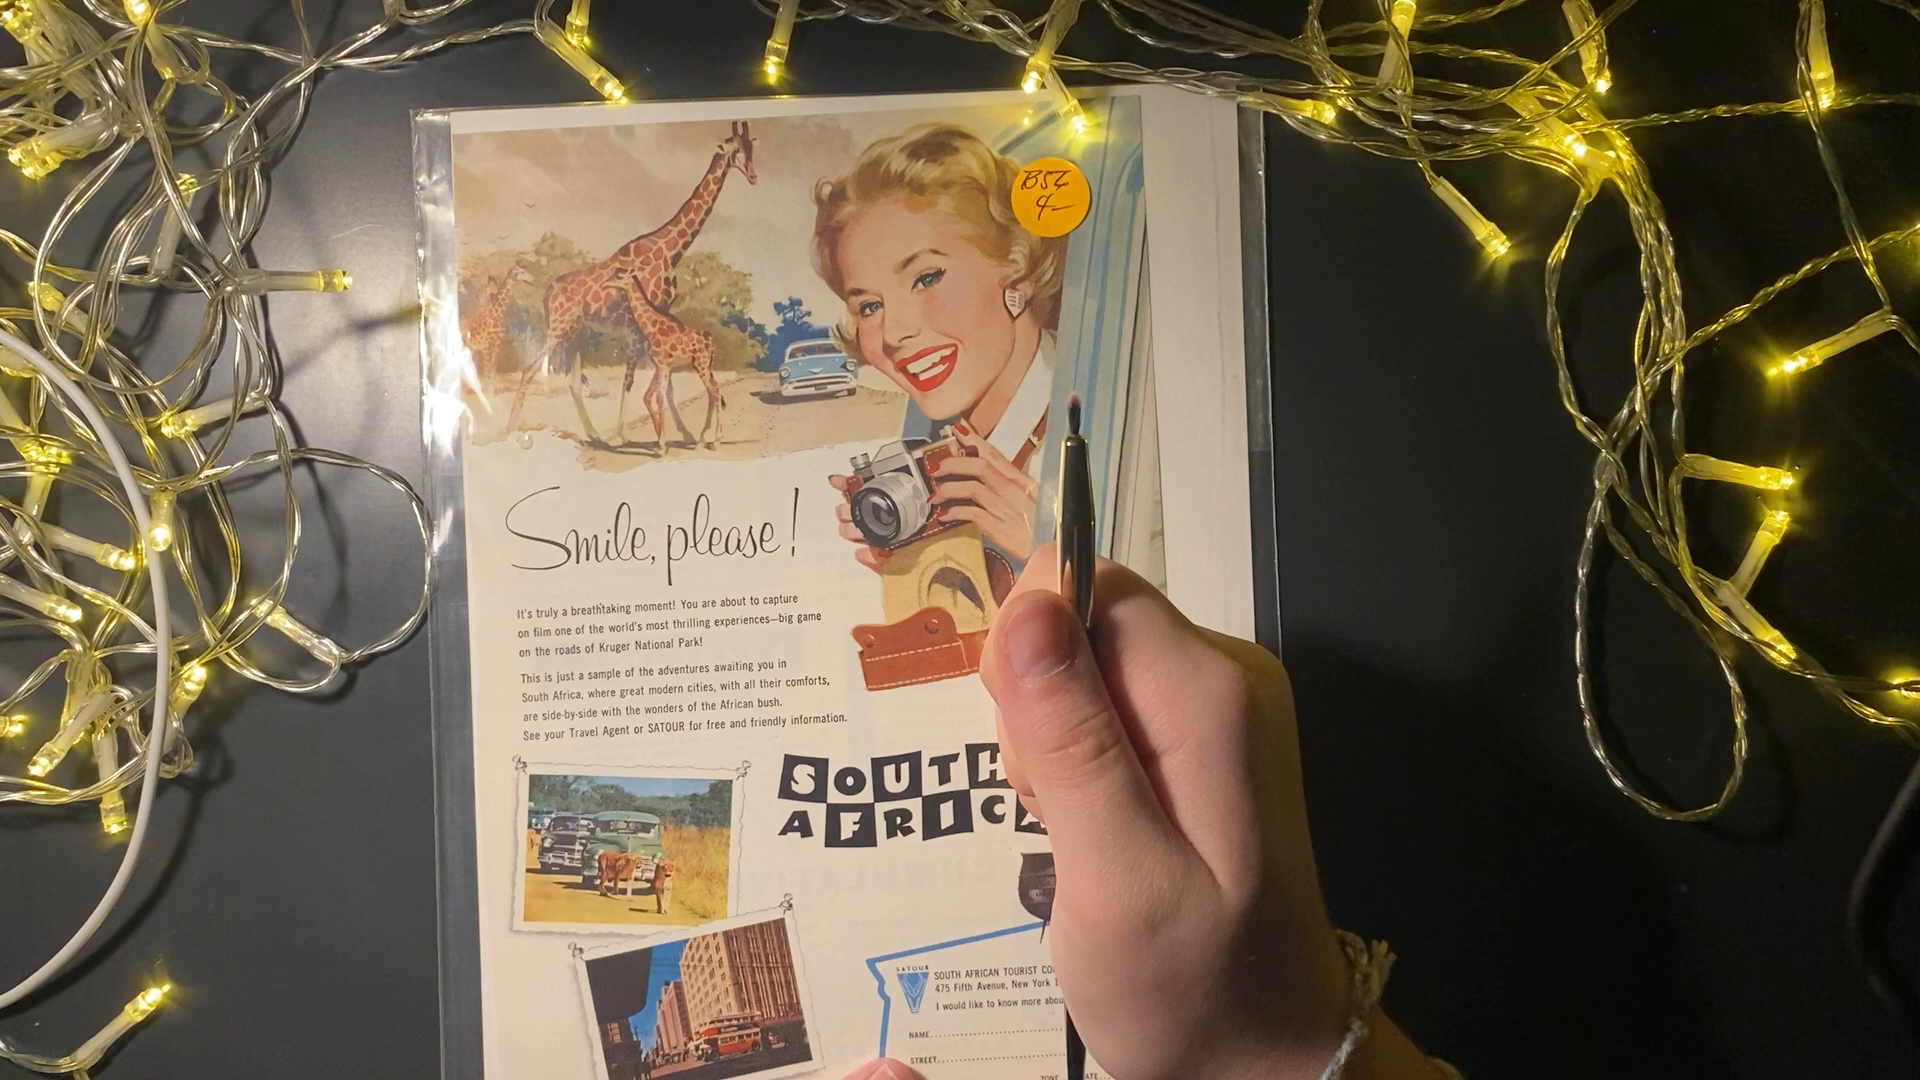 B56
4—
Smile, please!
It's truly a breathtaking moment! You are about to capture
on film one of the world's most thrilling experiences—big game
on the roads of Kruger National Park!
This is just a sample of the adventures awaiting you in
South Africa, where great modern cities, with all their comforts,
are side-by-side with the wonders of the African bush.
See your Travel Agent or SATOUR for free and friendly information.
SOUTH
AFRICA
SATOUR
SOUTH AFRICAN TOURIST
475 Fifth Avenue, New York
I would like to know more
NAME
STREET
ZONE